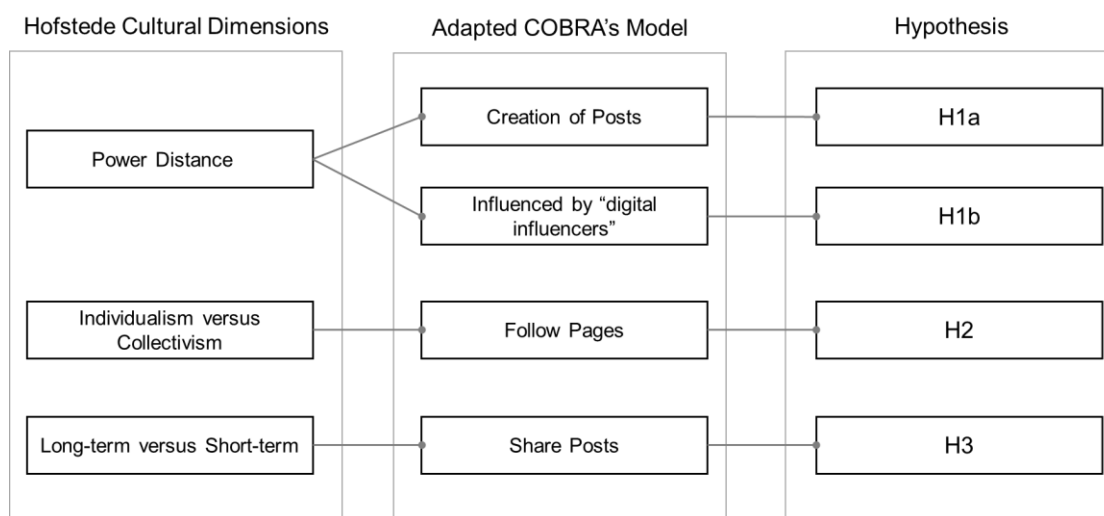 Hofstede Cultural Dimensions
Adapted COBRA's Model
Hypothesis
Power Distance
Creation of Posts
H1a
Influenced by “digital
influencers”
H1b
Individualism versus
Collectivism
Follow Pages
H2
Long-term versus Short-term
Share Posts
H3